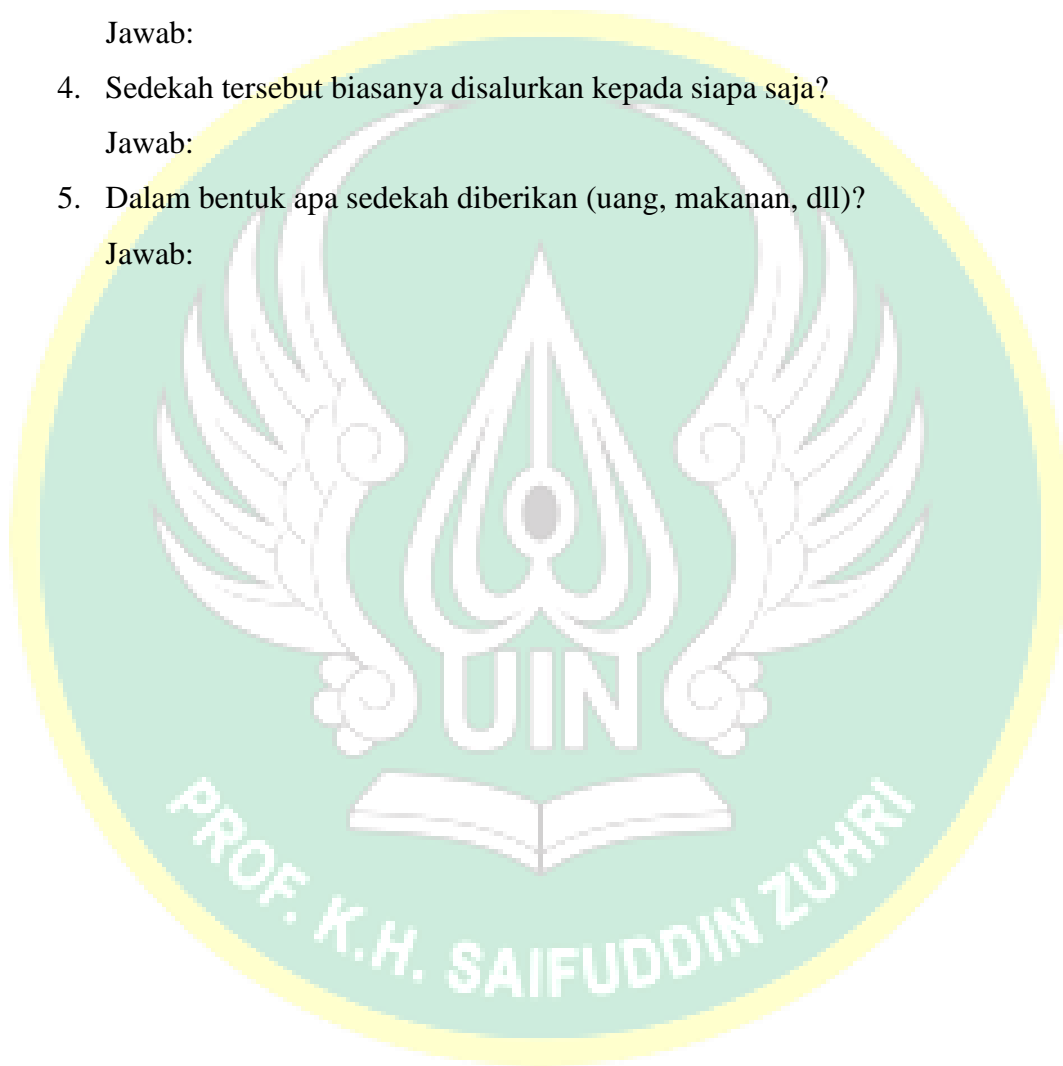 Jawab:
4. Sedekah tersebut biasanya disalurkan kepada siapa saja?
Jawab:
5. Dalam bentuk apa sedekah diberikan (uang, makanan, dll)?
Jawab:
UIN
PROF. K.H. SAIFUDDIN ZUHRI